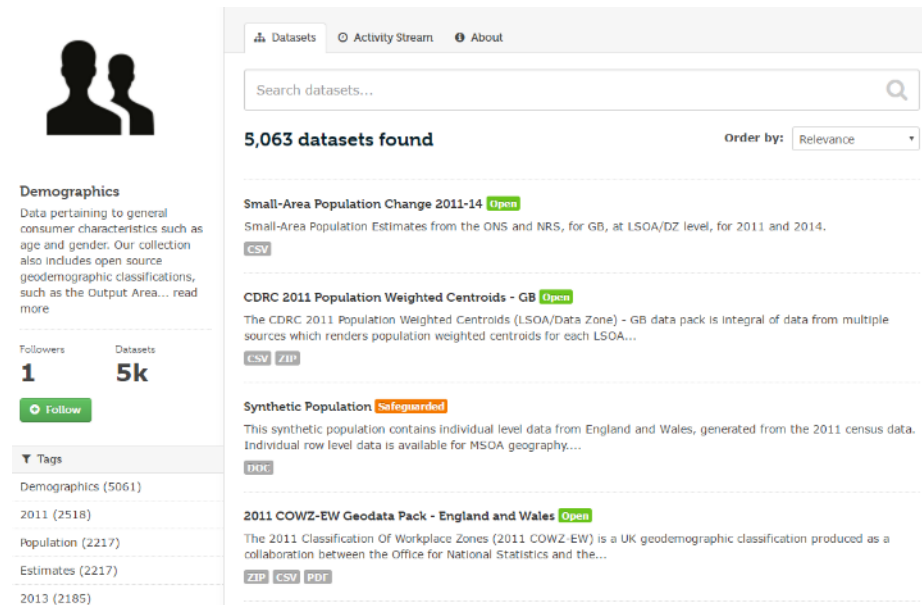 Datasets
Activity Stream
About
Search datasets...
5,063 datasets found
Order by:
Relevance
Demographics
Data pertaining to general
consumer characteristics such as
age and gender. Our collection
also includes open source
geodemographic classifications,
such as the Output Area... read
more
Followers
Datasets
1
5k
Follow
Tags
Demographics (5061)
2011 (2518)
Population (2217)
Estimates (2217)
2013 (2185)
Small-Area Population Change 2011-14 Open
Small-Area Population Estimates from the ONS and NRS, for GB, at LSOA/DZ level, for 2011 and 2014.
CSV
CDRC 2011 Population Weighted Centroids - GB Open
The CDRC 2011 Population Weighted Centroids (LSOA/Data Zone) - GB data pack is integral of data from multiple
sources which renders population weighted centroids for each LSOA...
CSV ZIP
Synthetic Population Safeguarded
This synthetic population contains individual level data from England and Wales, generated from the 2011 census data.
Individual row level data is available for MSOA geography....
DOC
2011 COWZ-EW Geodata Pack - England and Wales Open
The 2011 Classification Of Workplace Zones (2011 COWZ-EW) is a UK geodemographic classification produced as a
collaboration between the Office for National Statistics and the...
ZIP CSV PDF